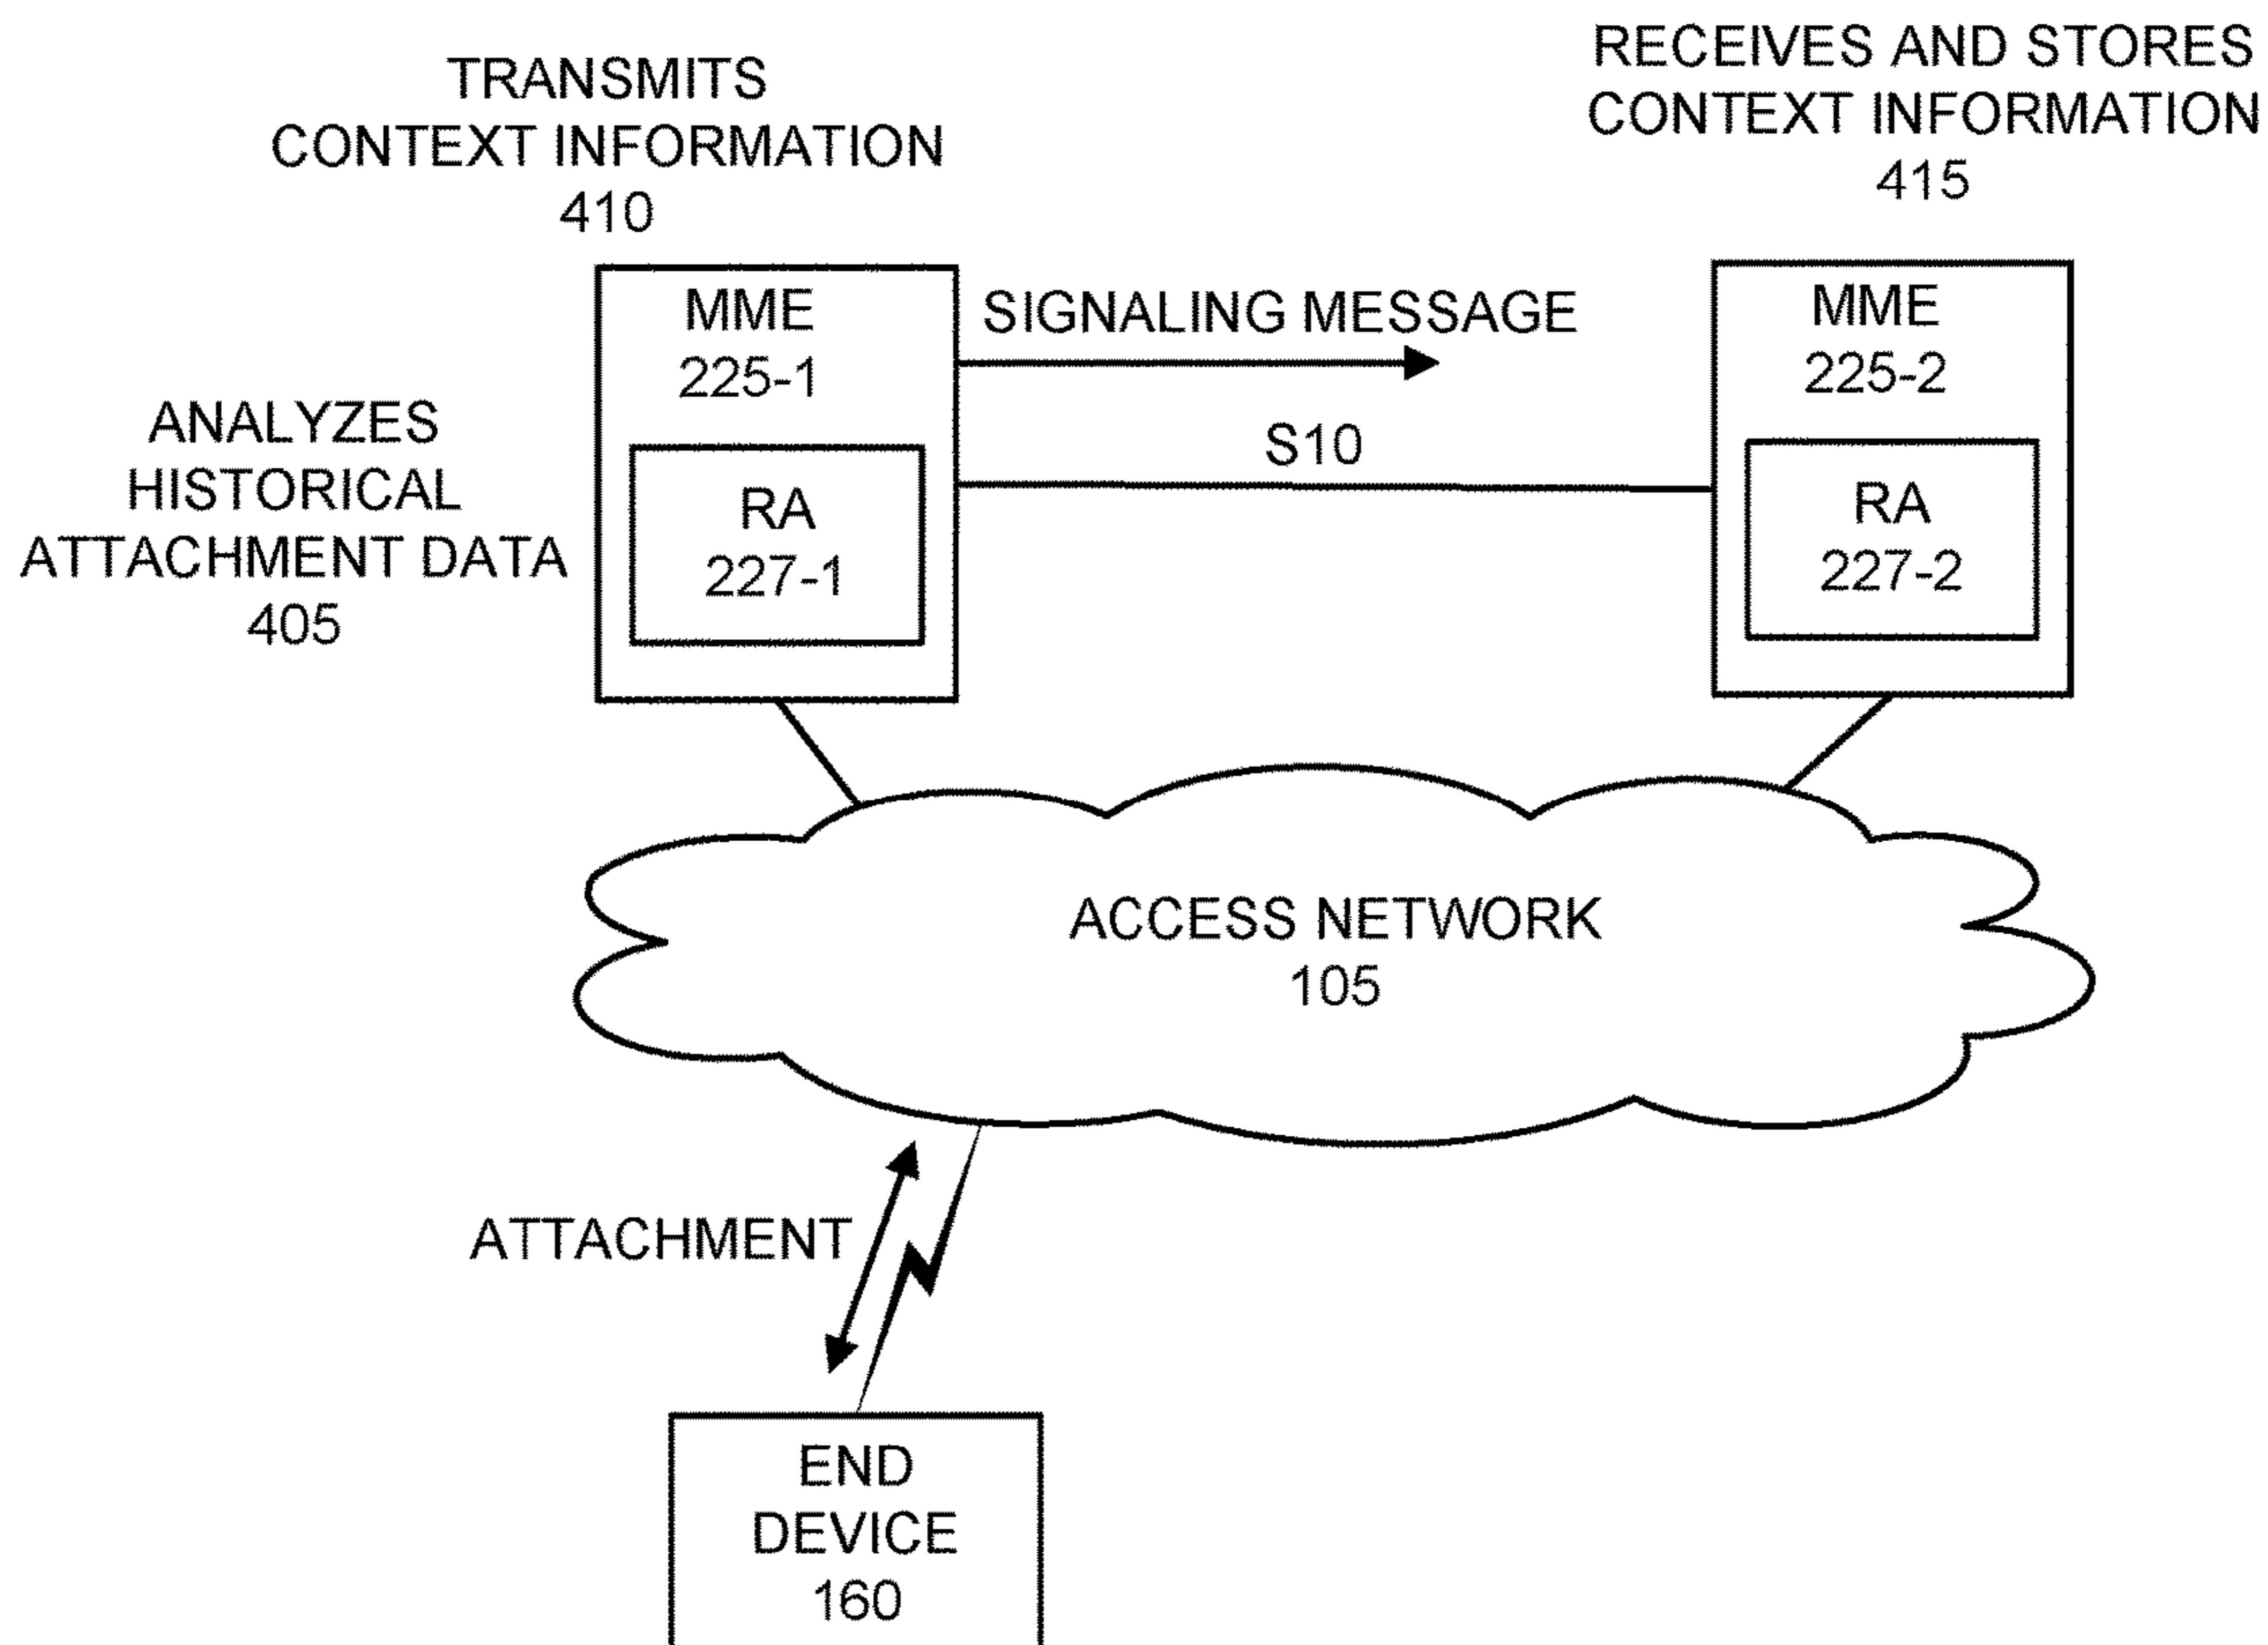 TRANSMITS
CONTEXT INFORMATION
410
RECEIVES AND STORES
CONTEXT INFORMATION
415
ANALYZES
HISTORICAL
ATTACHMENT DATA
405
MME
225-1
RA
227-1
SIGNALING MESSAGE
S10
MME
225-2
RA
227-2
ACCESS NETWORK
105
ATTACHMENT
END
DEVICE
160